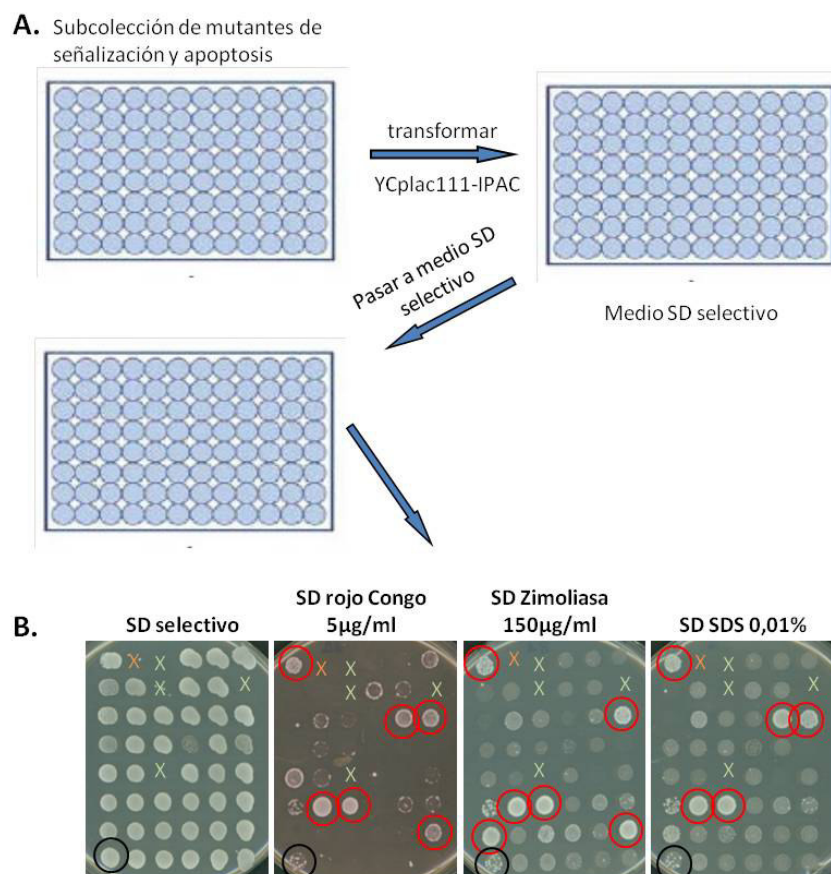 A. Subcolección de mutantes de
señalización y apoptosis
transformar
YCplac111-IPAC
Pasar a medio SD
selectivo
Medio SD selectivo
B.
SD selectivo
SD rojo Congo
5µg/ml
SD Zimoliasa
150µg/ml
SD SDS 0,01%
X X
X X
X
X X
X X
X
X X
X X
X
X X
X X
X